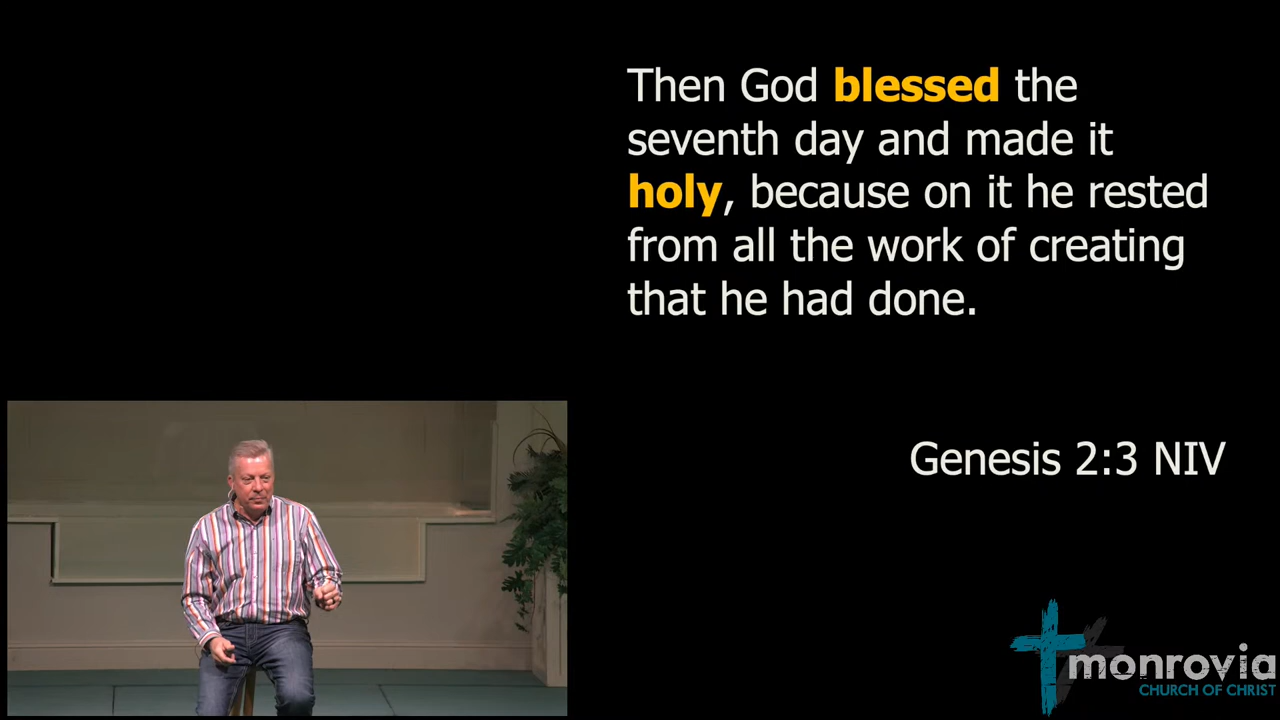 Then God blessed the
seventh day and made it
holy, because on it he rested
from all the work of creating
that he had done.
Genesis 2:3 NIV
monrovia
CHURCH OF CHRIST